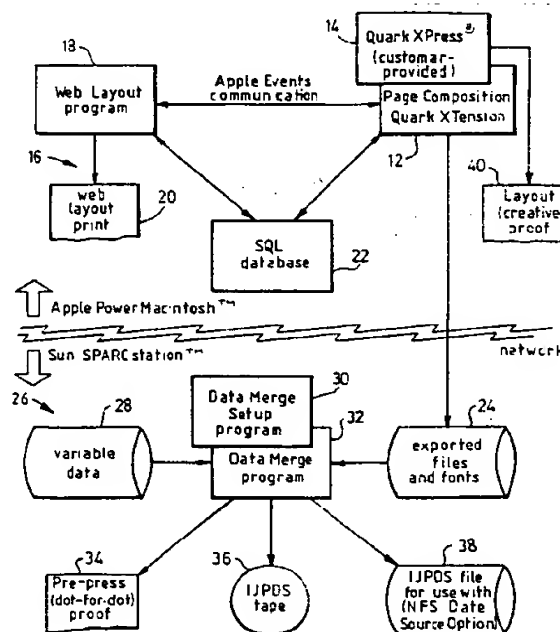 18
Web Layout
program
Apple Events
communication
14
Quark XPress®
(customer-
provided)
Page Composition
Quark XTension
12
16
web
layout
print
20
SQL
database
22
40
Layout
(creative
proof
Apple Power Macintosh™
Sun SPARCstation™
network
26
28
variable
data
30
Data Merge
Setup
program
32
Data Merge
program
24
exported
files
and fonts
34
Pre-press
(dot-for-dot)
proof
36
IJPDS
tape
38
IJPDS file
for use with
(NFS Date
Source Option)